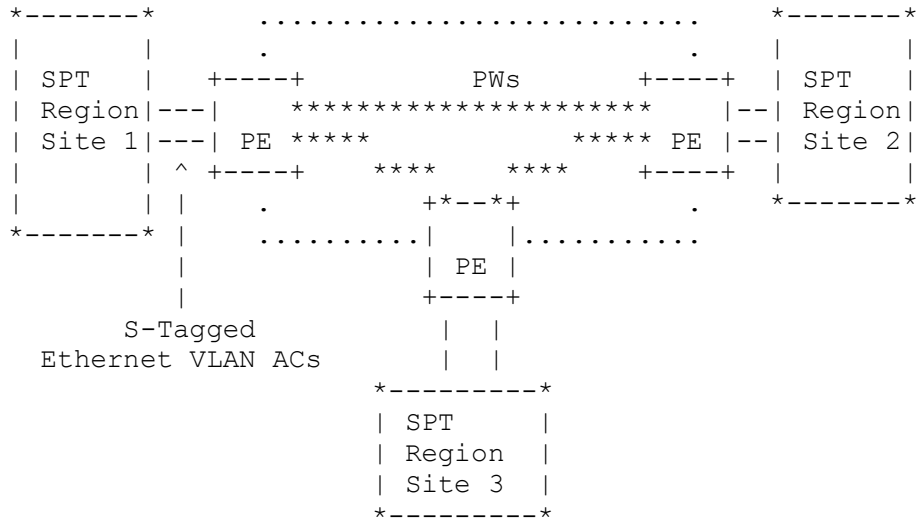 SPT PWs SPT
Region Region
Site 1 PE PE Site 2
^
PE
S-Tagged
Ethernet VLAN ACs
SPT
Region
Site 3